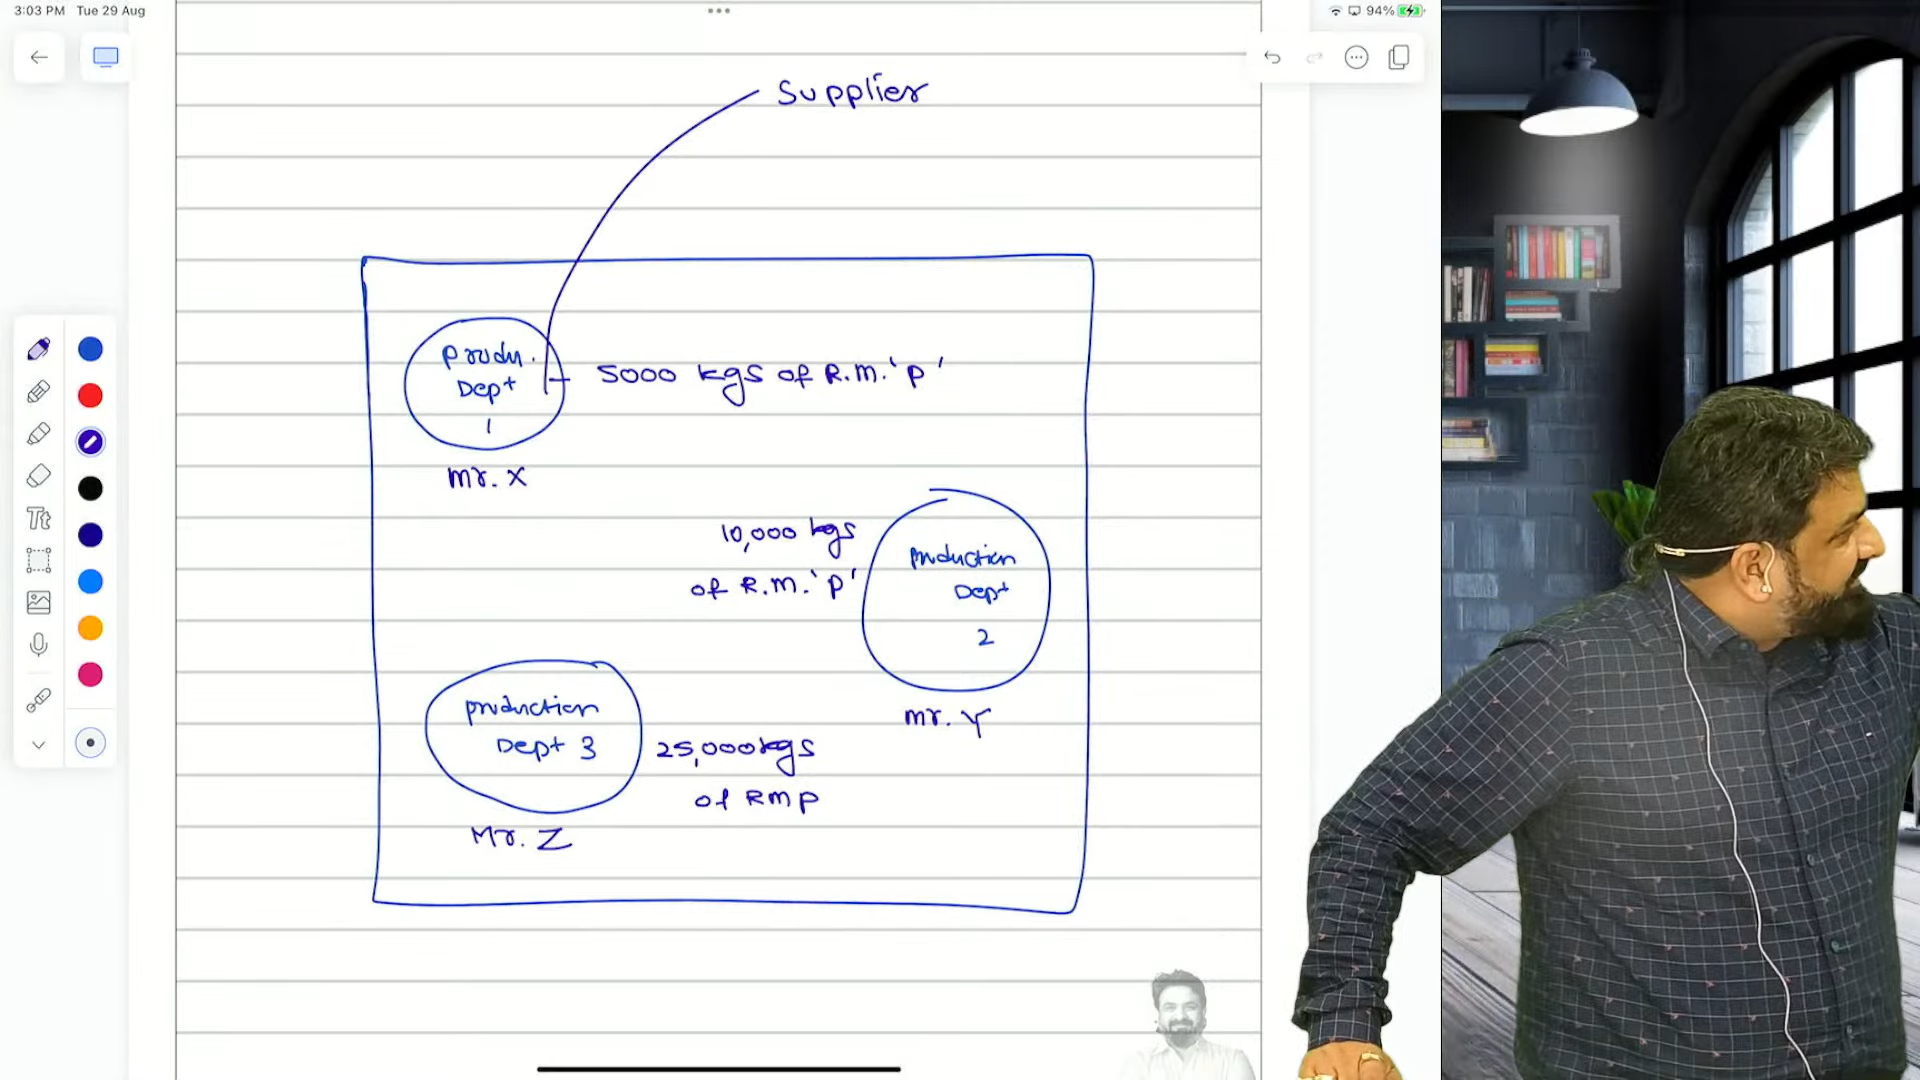 3:03 PM Tue 29 Aug
94%
Supplier
Produ.
Dept
1
5000 kgs of R.M. 'P'
Mr. X
10,000 kgs
of R.M. 'P'
Production
Dept
2
Mr. Y
Production
Dept 3
25,000 kgs
of RMP
Mr. Z
Tt